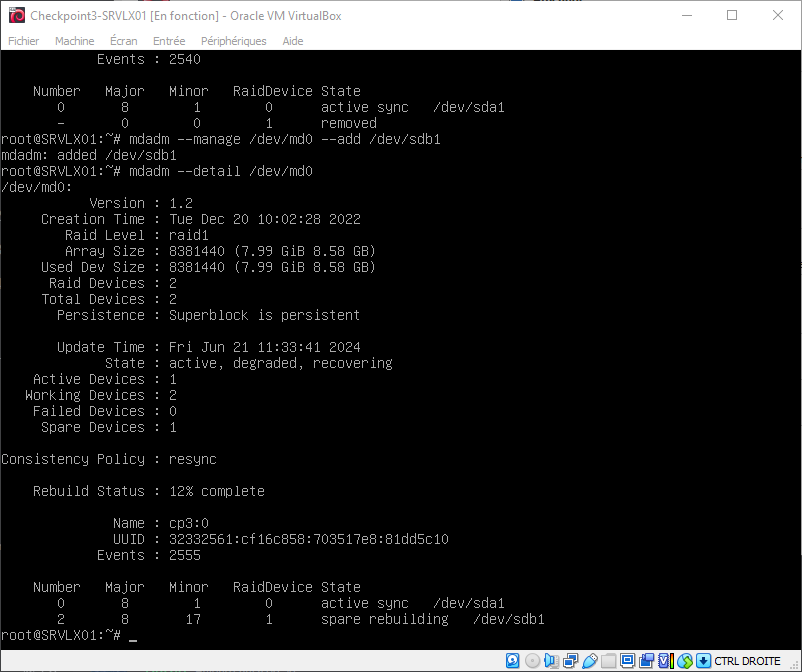 Checkpoint3-SRVLX01 [En fonction] - Oracle VM VirtualBox
Fichier Machine Écran Entrée Périphériques Aide
Events : 2540
Number Major Minor RaidDevice State
0 8 1 0 active sync /dev/sda1
- 0 0 1 removed
root@SRVLX01:~# mdadm --manage /dev/md0 --add /dev/sdb1
mdadm: added /dev/sdb1
root@SRVLX01:~# mdadm --detail /dev/md0
/dev/md0:
Version : 1.2
Creation Time : Tue Dec 20 10:02:28 2022
Raid Level : raid1
Array Size : 8381440 (7.99 GiB 8.58 GB)
Used Dev Size : 8381440 (7.99 GiB 8.58 GB)
Raid Devices : 2
Total Devices : 2
Persistence : Superblock is persistent
Update Time : Fri Jun 21 11:33:41 2024
State : active, degraded, recovering
Active Devices : 1
Working Devices : 2
Failed Devices : 0
Spare Devices : 1
Consistency Policy : resync
Rebuild Status : 12% complete
Name : cp3:0
UUID : 32332561:cf16c858:703517e8:81dd5c10
Events : 2555
Number Major Minor RaidDevice State
0 8 1 0 active sync /dev/sda1
2 8 17 1 spare rebuilding /dev/sdb1
root@SRVLX01:~# _
CTRL DROITE